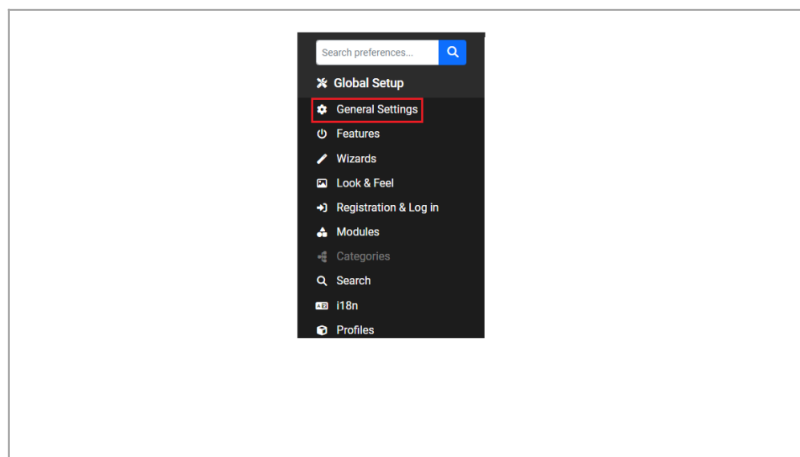 Search preferences...
Global Setup
General Settings
Features
Wizards
Look & Feel
Registration & Log in
Modules
Categories
Search
i18n
Profiles